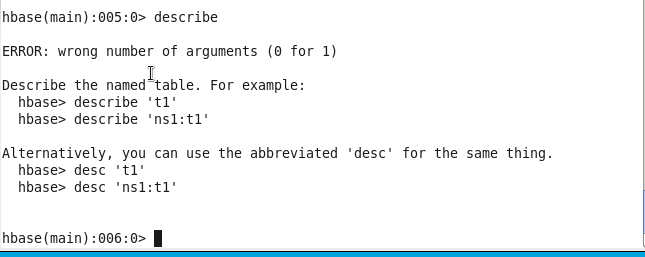 hbase(main):005:0> describe
ERROR: wrong number of arguments (0 for 1)
Describe the named table. For example:
  hbase> describe 't1'
  hbase> describe 'ns1:t1'
Alternatively, you can use the abbreviated 'desc' for the same thing.
  hbase> desc 't1'
  hbase> desc 'ns1:t1'
hbase(main):006:0>